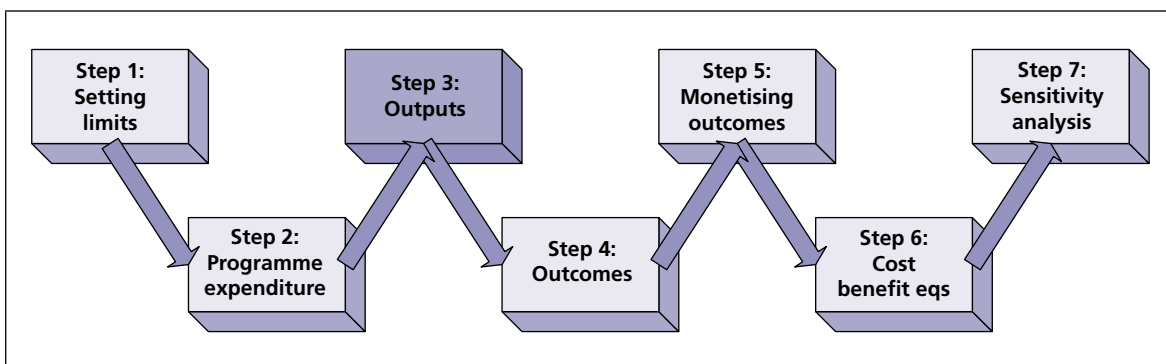 Step 1:
Setting
limits
Step 2:
Programme
expenditure
Step 3:
Outputs
Step 4:
Outcomes
Step 5:
Monetising
outcomes
Step 6:
Cost
benefit eqs
Step 7:
Sensitivity
analysis